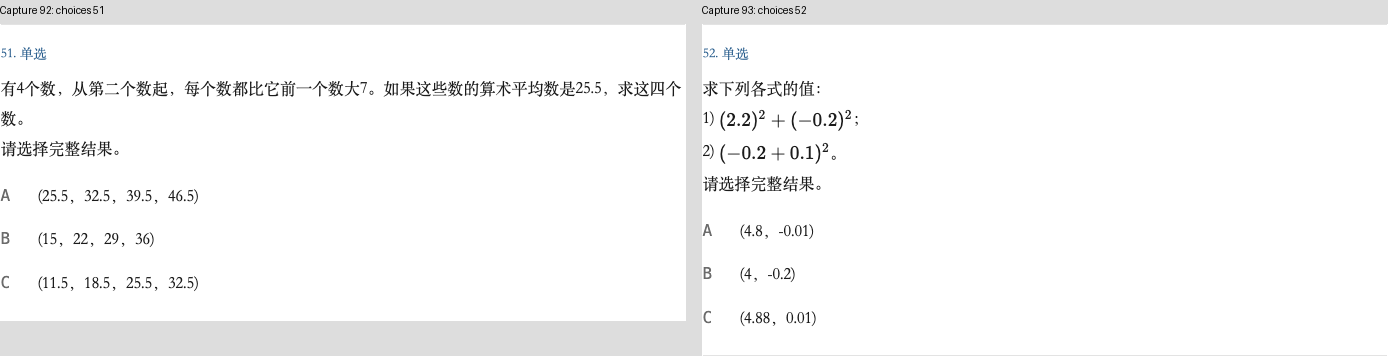 Capture 92: choices 51
51. 单选
有4个数，从第二个数起，每个数都比它前一个数大7。如果这些数的算术平均数是25.5，求这四个
数。
请选择完整结果。
A (25.5，32.5，39.5，46.5)
B (15，22，29，36)
C (11.5，18.5，25.5，32.5)
Capture 93: choices 52
52. 单选
求下列各式的值：
1) (2.2)² + (−0.2)²；
2) (−0.2 + 0.1)²。
请选择完整结果。
A (4.8，-0.01)
B (4，-0.2)
C (4.88，0.01)